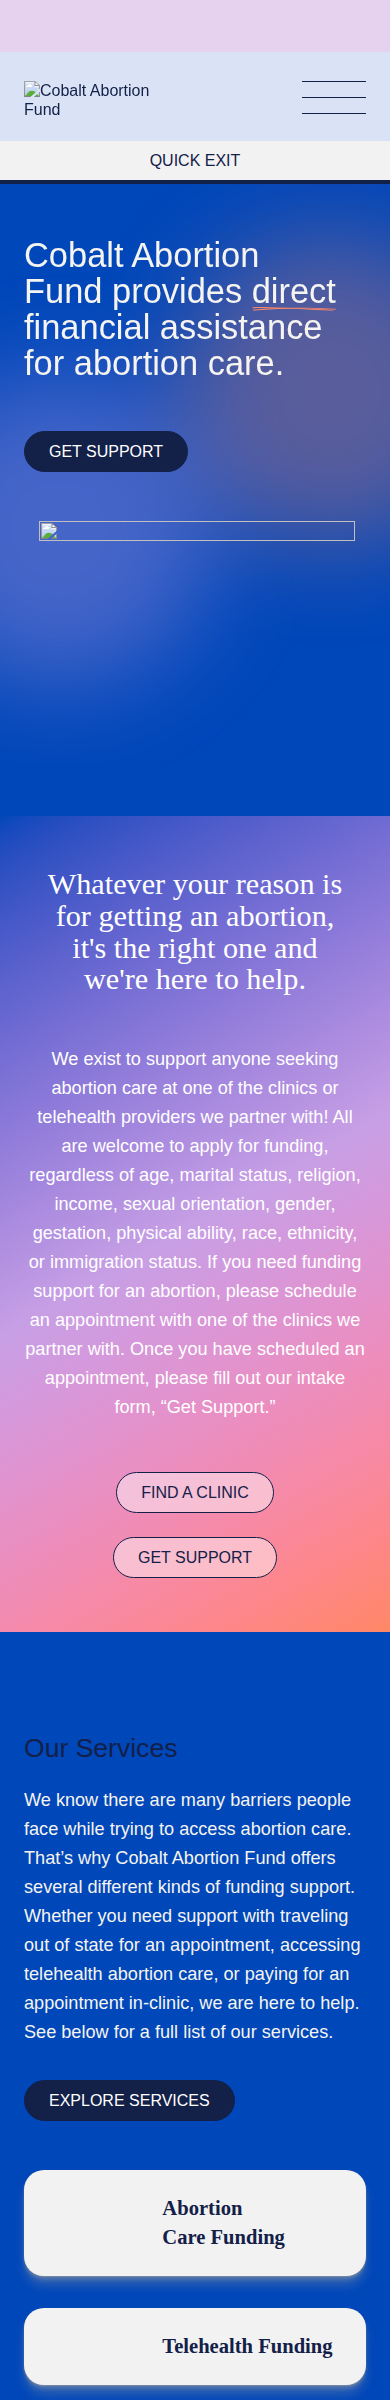 Cobalt Abortion
Fund
QUICK EXIT
Cobalt Abortion
Fund provides direct
financial assistance
for abortion care.
GET SUPPORT
Whatever your reason is
for getting an abortion,
it's the right one and
we're here to help.
We exist to support anyone seeking
abortion care at one of the clinics or
telehealth providers we partner with! All
are welcome to apply for funding,
regardless of age, marital status, religion,
income, sexual orientation, gender,
gestation, physical ability, race, ethnicity,
or immigration status. If you need funding
support for an abortion, please schedule
an appointment with one of the clinics we
partner with. Once you have scheduled an
appointment, please fill out our intake
form, “Get Support.”
FIND A CLINIC
GET SUPPORT
Our Services
We know there are many barriers people
face while trying to access abortion care.
That’s why Cobalt Abortion Fund offers
several different kinds of funding support.
Whether you need support with traveling
out of state for an appointment, accessing
telehealth abortion care, or paying for an
appointment in-clinic, we are here to help.
See below for a full list of our services.
EXPLORE SERVICES
Abortion
Care Funding
Telehealth Funding